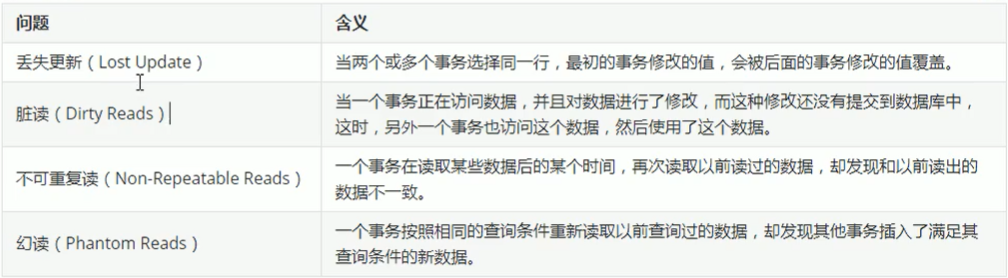 问题 含义
丢失更新（Lost Update） 当两个或多个事务选择同一行，最初的事务修改的值，会被后面的事务修改的值覆盖。
脏读（Dirty Reads） 当一个事务正在访问数据，并且对数据进行了修改，而这种修改还没有提交到数据库中，
这时，另外一个事务也访问这个数据，然后使用了这个数据。
不可重复读（Non-Repeatable Reads） 一个事务在读取某些数据后的某个时间，再次读取以前读过的数据，却发现和以前读出的
数据不一致。
幻读（Phantom Reads） 一个事务按照相同的查询条件重新读取以前查询过的数据，却发现其他事务插入了满足其
查询条件的新数据。